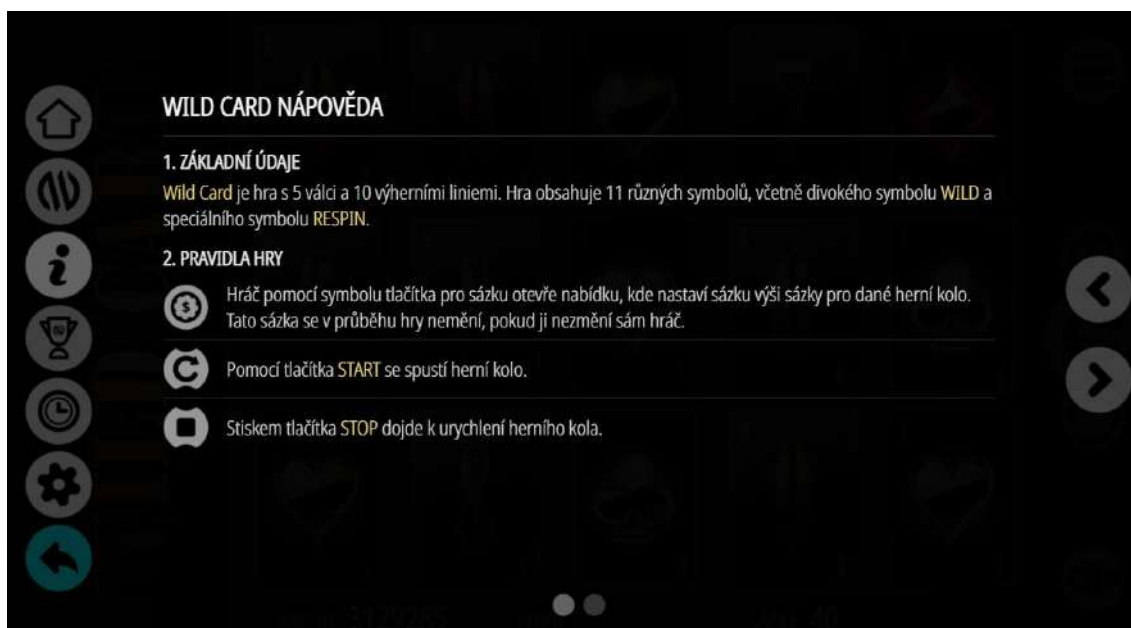 WILD CARD NÁPOVĚDA
1. ZÁKLADNÍ ÚDAJE
Wild Card je hra s 5 válci a 10 výherními liniemi. Hra obsahuje 11 různých symbolů, včetně divokého symbolu WILD a
speciálního symbolu RESPIN.
2. PRAVIDLA HRY
Hráč pomocí symbolu tlačítka pro sázku otevře nabídku, kde nastaví sázku výši sázky pro dané herní kolo.
Tato sázka se v průběhu hry nemění, pokud ji nezmění sám hráč.
Pomocí tlačítka START se spustí herní kolo.
Stiskem tlačítka STOP dojde k urychlení herního kola.